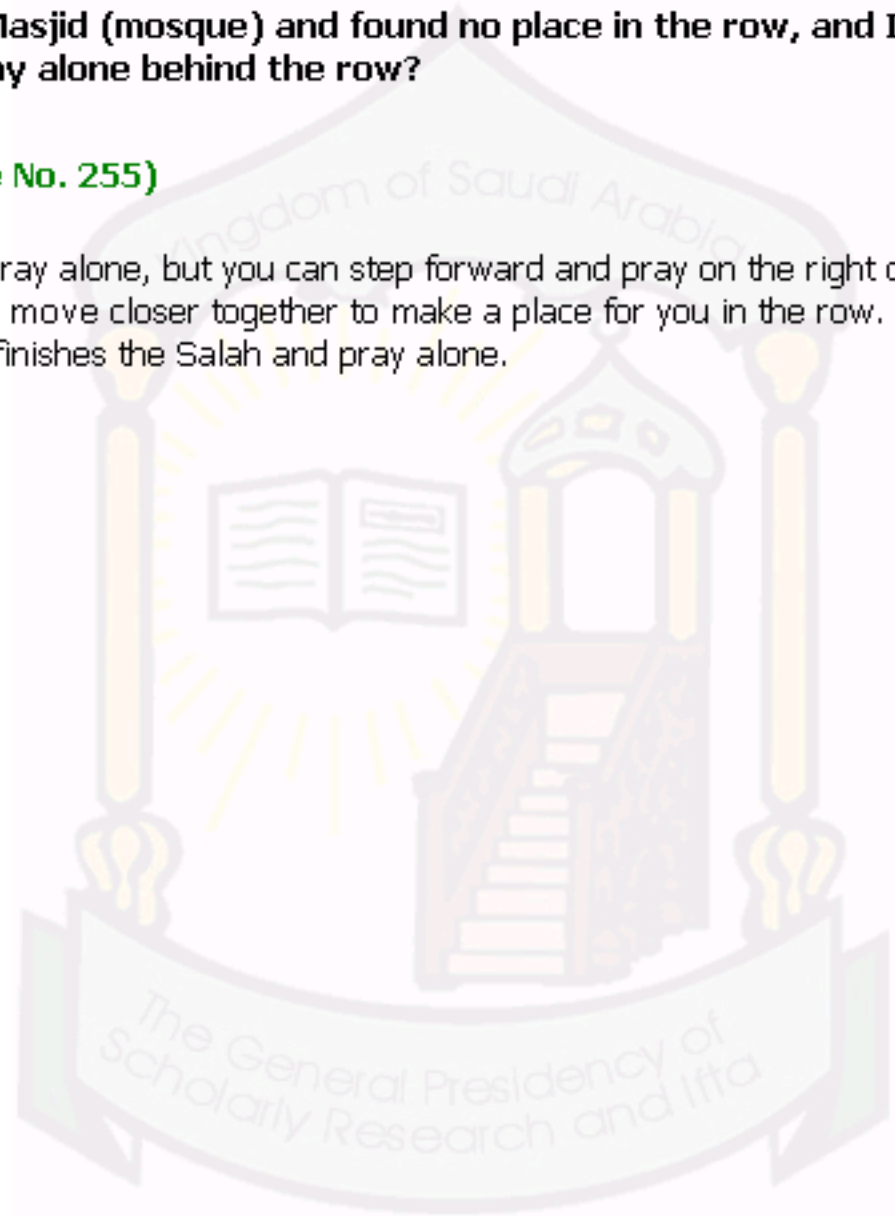 Masjid (mosque) and found no place in the row, and I
ay alone behind the row?
No. 255)
ray alone, but you can step forward and pray on the right
move closer together to make a place for you in the row.
finishes the Salah and pray alone.
Kingdom of Saudi Arabia
The General Presidency of
Scholarly Research and Ifta